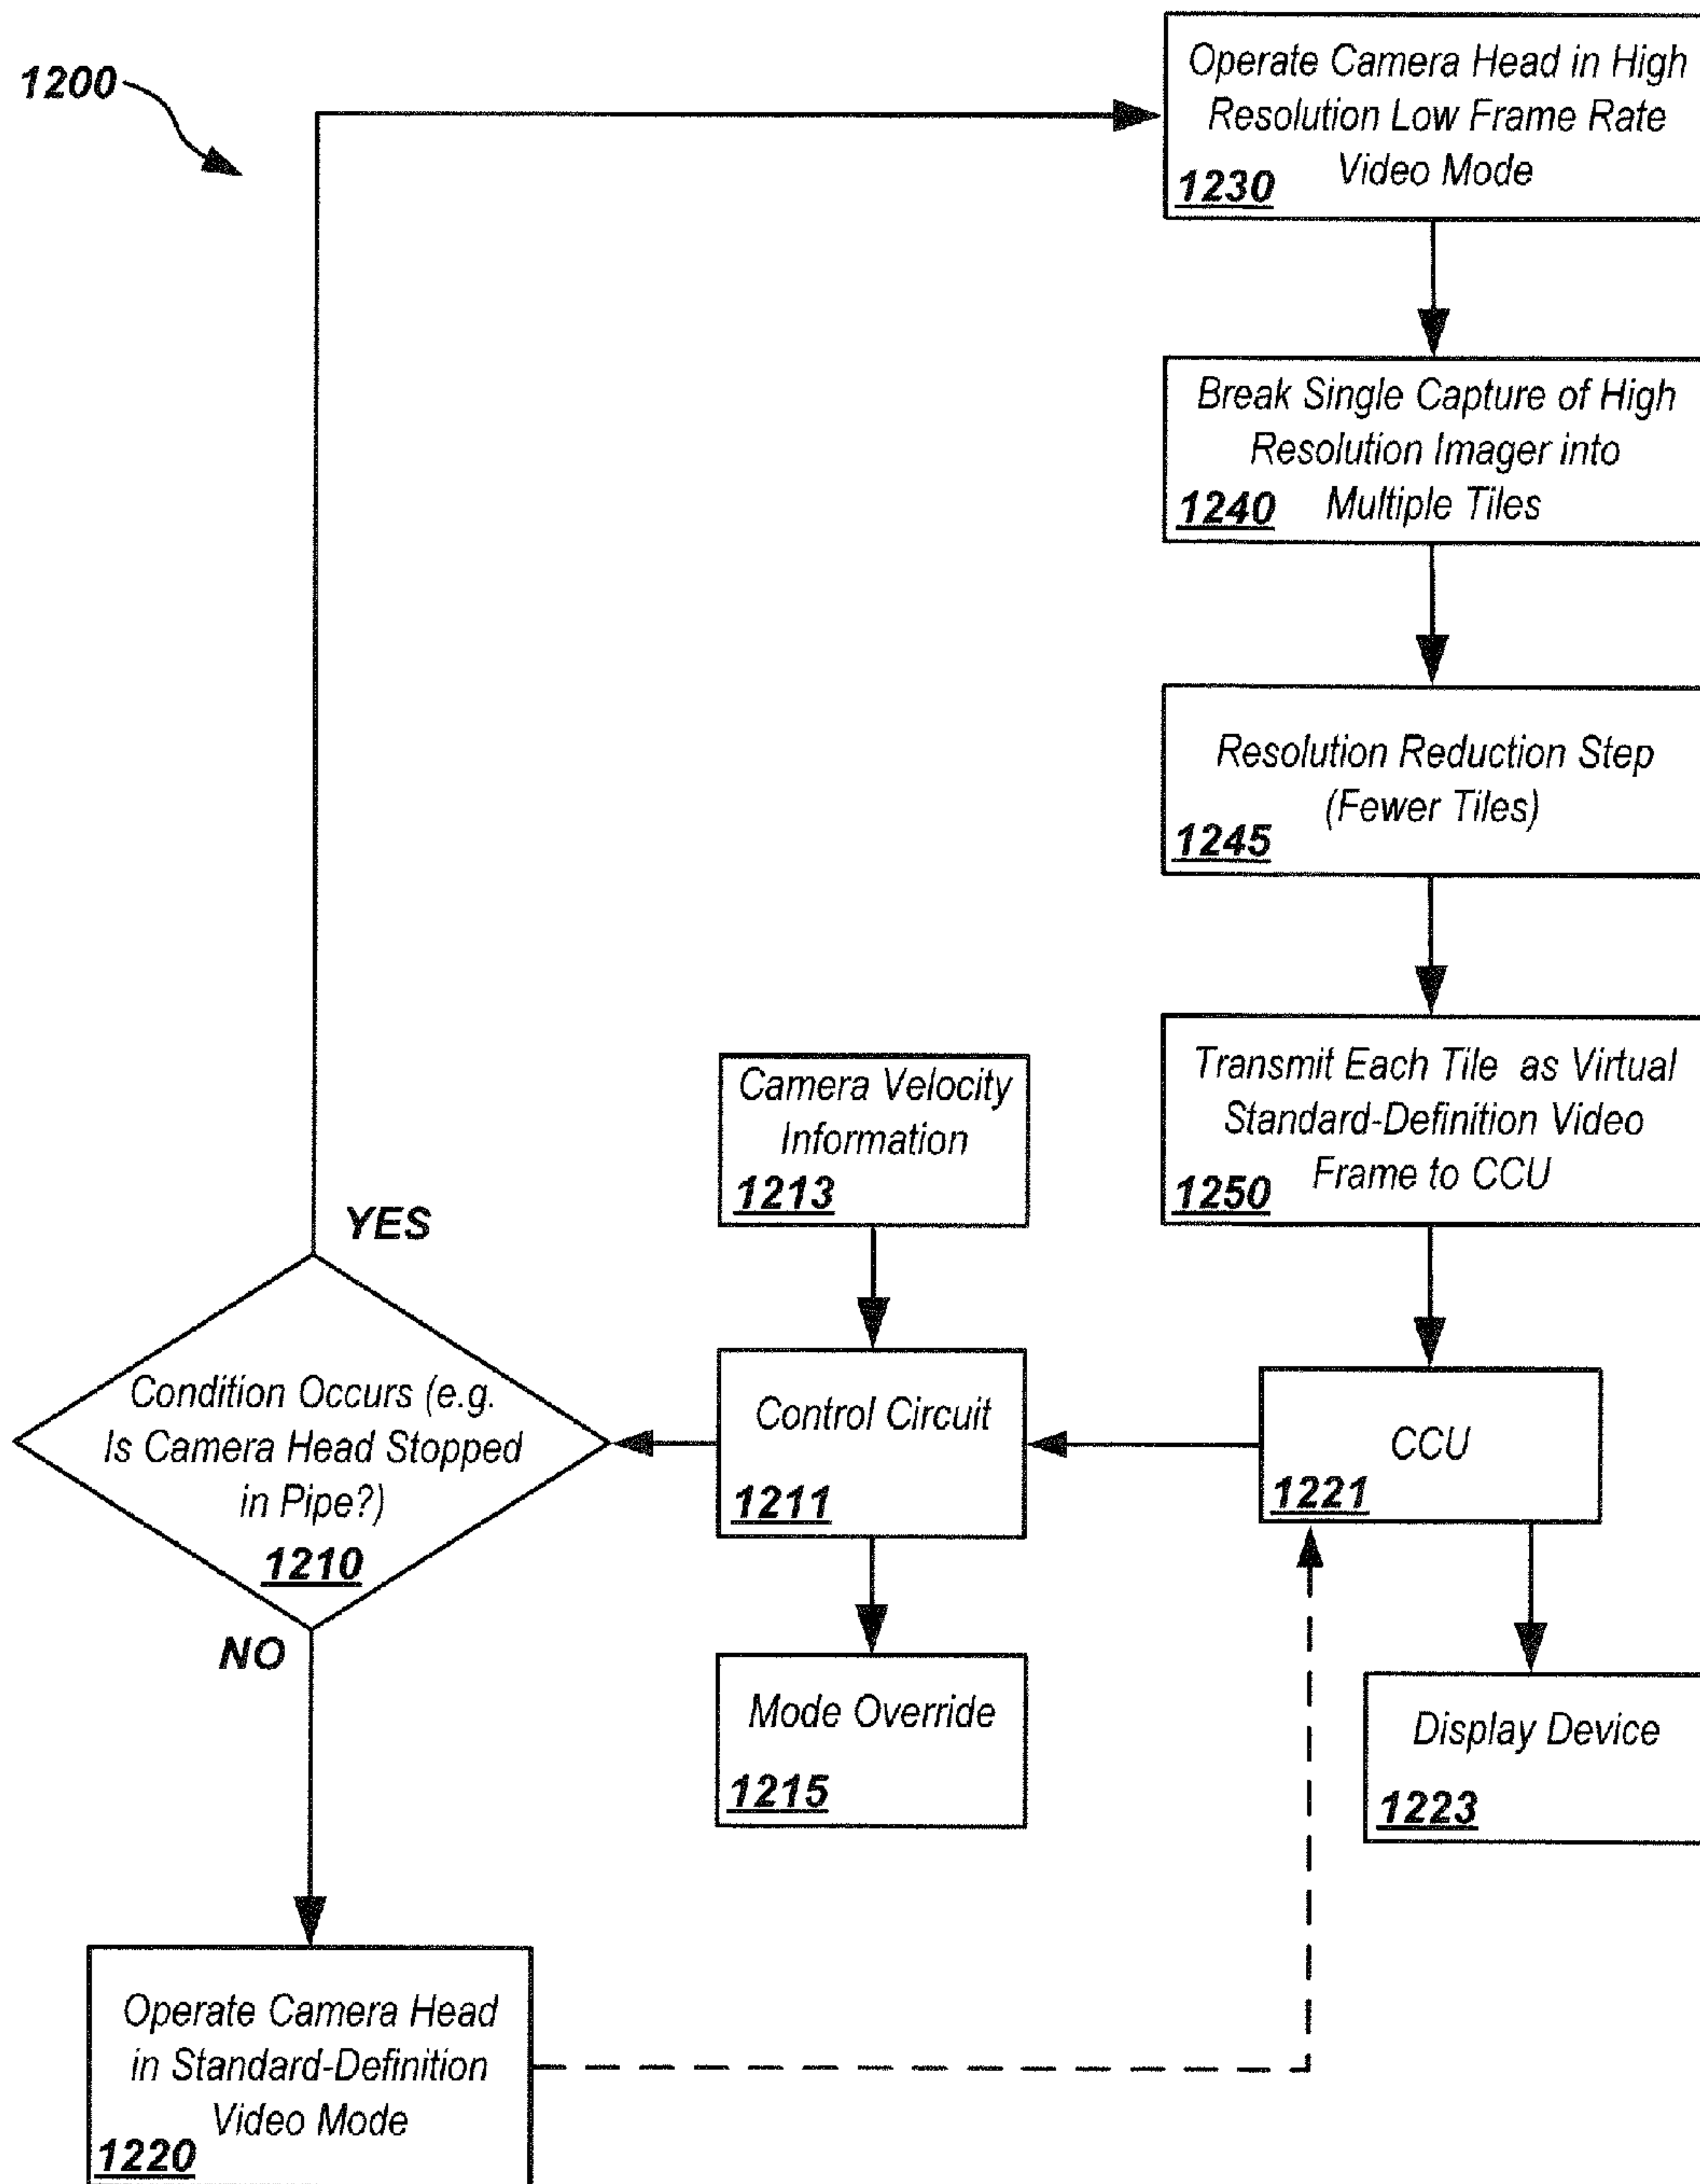 1200
Operate Camera Head in High
Resolution Low Frame Rate
Video Mode
1230
Break Single Capture of High
Resolution Imager into
Multiple Tiles
1240
Resolution Reduction Step
(Fewer Tiles)
1245
Transmit Each Tile as Virtual
Standard-Definition Video
Frame to CCU
1250
Camera Velocity
Information
1213
YES
Condition Occurs (e.g.
Is Camera Head Stopped
in Pipe?)
1210
NO
Control Circuit
1211
CCU
1221
Mode Override
1215
Display Device
1223
Operate Camera Head
in Standard-Definition
Video Mode
1220